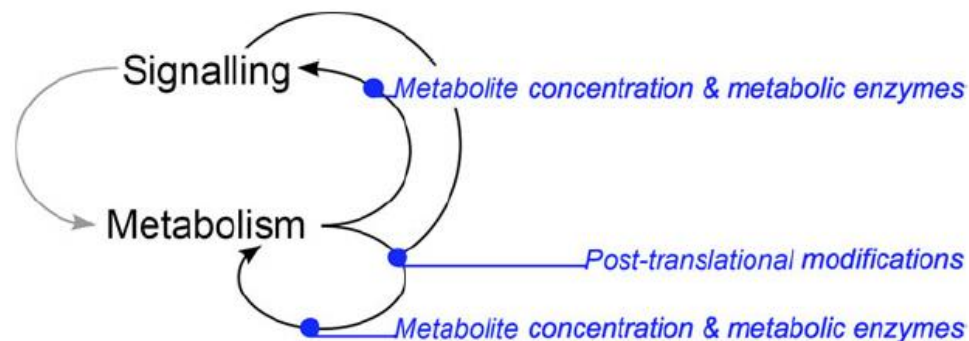 Signalling
Metabolite concentration & metabolic enzymes
Metabolism
Post-translational modifications
Metabolite concentration & metabolic enzymes